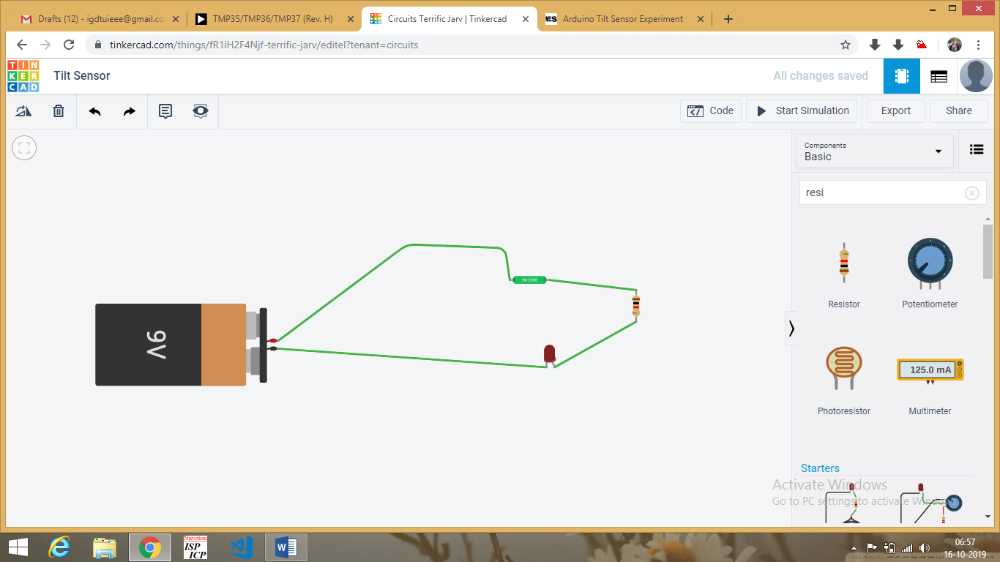 Drafts (12) - igdtuieee@gmail.co
TMP35/TMP36/TMP37 (Rev. H)
Circuits Terrific Jarv | Tinkercad
Arduino Tilt Sensor Experiment
tinkercad.com/things/fR1iH2F4Njf-terrific-jarv/editel?tenant=circuits
TIN
KER
CAD
Tilt Sensor
All changes saved
Code
Start Simulation
Export
Share
Components
Basic
resi
9V
SW 200D
Resistor
Potentiometer
125.0 mA
Photoresistor
Multimeter
Starters
Activate Windows
Go to PC settings to activate Windows
Nuvoton
ISP
ICP
06:57
16-10-2019